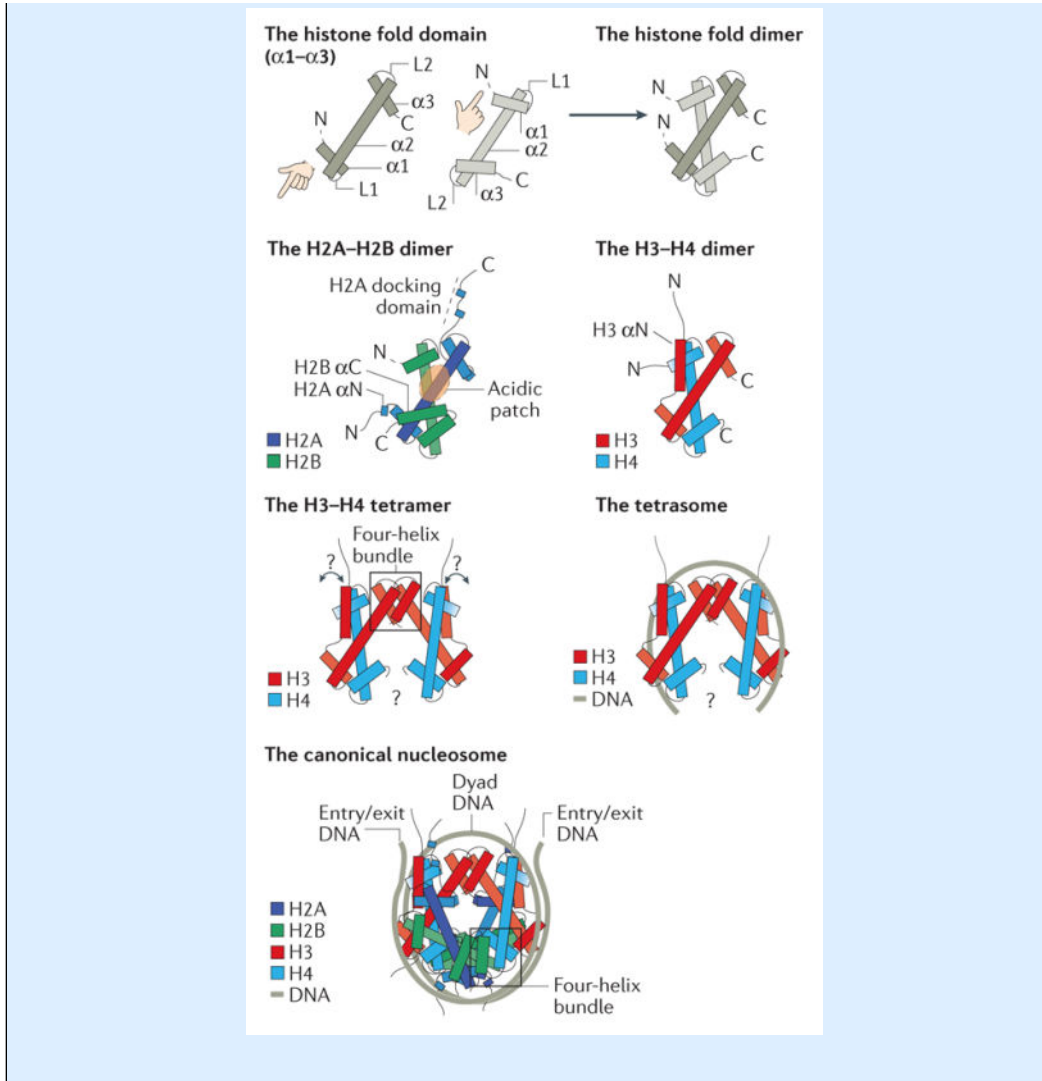 The histone fold domain
(α1–α3)
L2
N
α3
C
α2
α1
L1
N
L1
α1
α2
C
α3
L2
The histone fold dimer
N
N
C
C
The H2A–H2B dimer
C
H2A docking
domain
N
H2B αC
H2A αN
Acidic
patch
N
C
H2A
H2B
The H3–H4 dimer
N
H3 αN
N
C
C
H3
H4
The H3–H4 tetramer
Four-helix
bundle
?
?
H3
H4
?
The tetrasome
H3
H4
DNA
?
The canonical nucleosome
Dyad
DNA
Entry/exit
DNA
Entry/exit
DNA
H2A
H2B
H3
H4
DNA
Four-helix
bundle